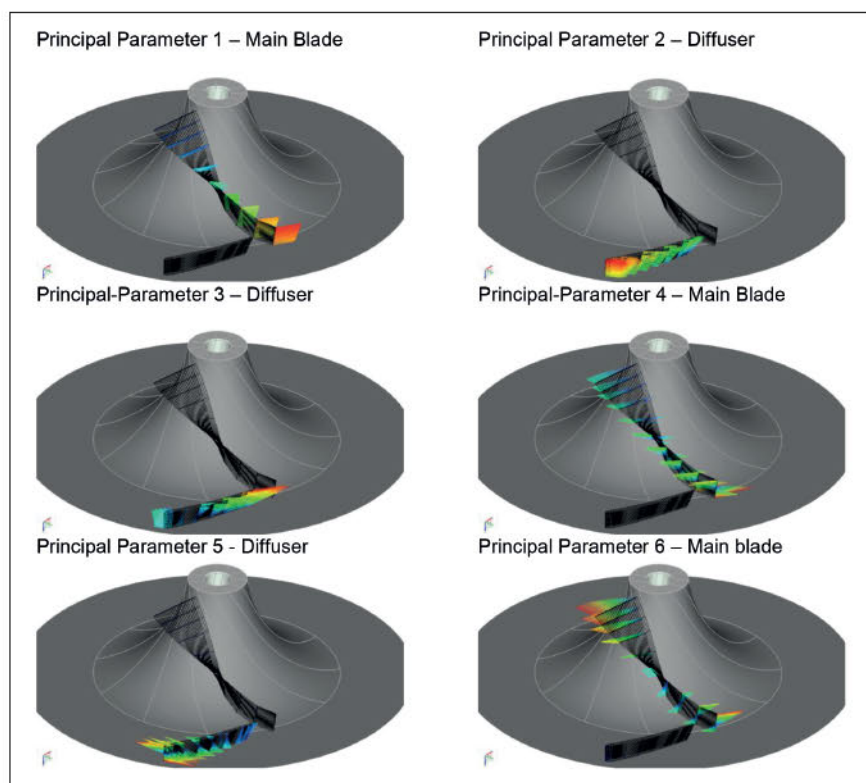 Principal Parameter 1 – Main Blade
Principal Parameter 2 – Diffuser
Principal-Parameter 3 – Diffuser
Principal-Parameter 4 – Main Blade
Principal Parameter 5 - Diffuser
Principal Parameter 6 – Main blade